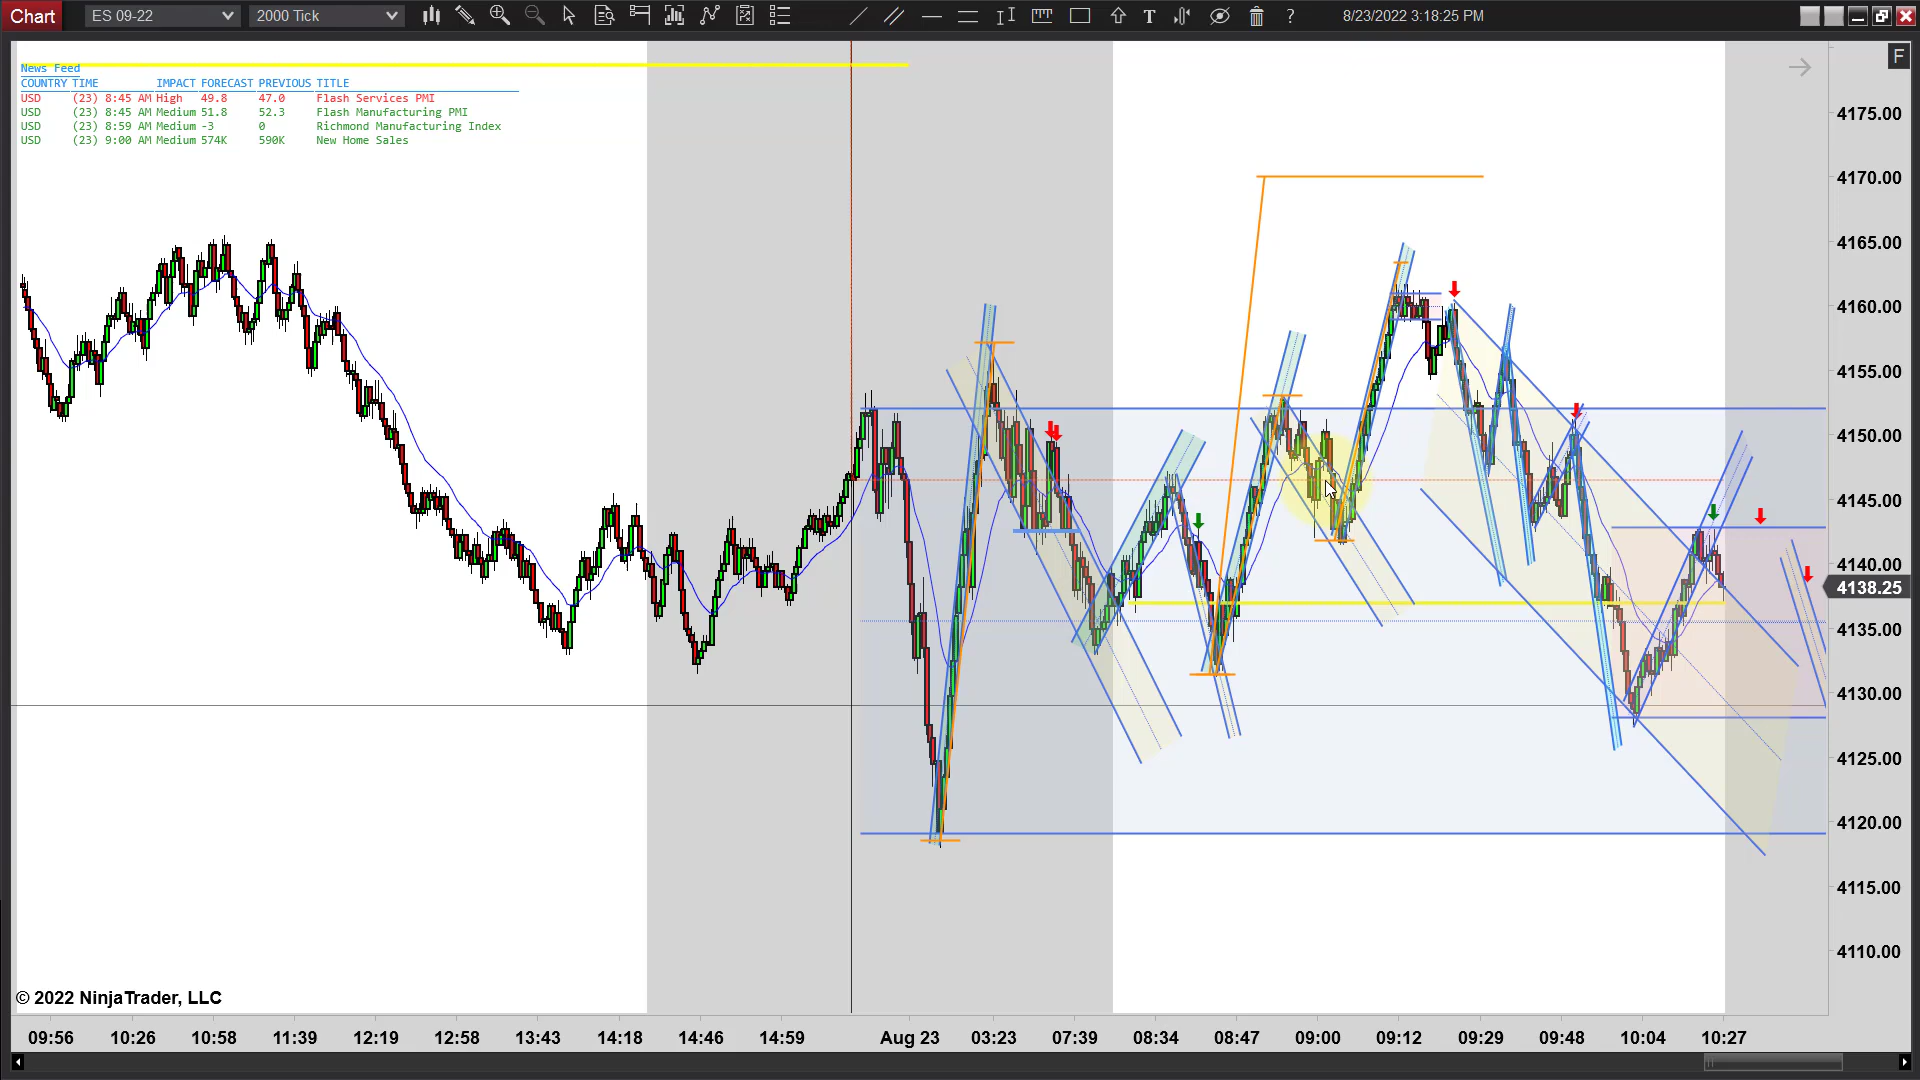 Chart ES 09-22 2000 Tick T ? 8/23/2022 3:18:25 PM
F
News Feed
COUNTRY TIME IMPACT FORECAST PREVIOUS TITLE
USD (23) 8:45 AM High 49.8 47.0 Flash Services PMI
USD (23) 8:45 AM Medium 51.8 52.3 Flash Manufacturing PMI
USD (23) 8:59 AM Medium -3 0 Richmond Manufacturing Index
USD (23) 9:00 AM Medium 574K 590K New Home Sales
4175.00
4170.00
4165.00
4160.00
4155.00
4150.00
4145.00
4140.00
4138.25
4135.00
4130.00
4125.00
4120.00
4115.00
4110.00
© 2022 NinjaTrader, LLC
09:56 10:26 10:58 11:39 12:19 12:58 13:43 14:18 14:46 14:59 Aug 23 03:23 07:39 08:34 08:47 09:00 09:12 09:29 09:48 10:04 10:27